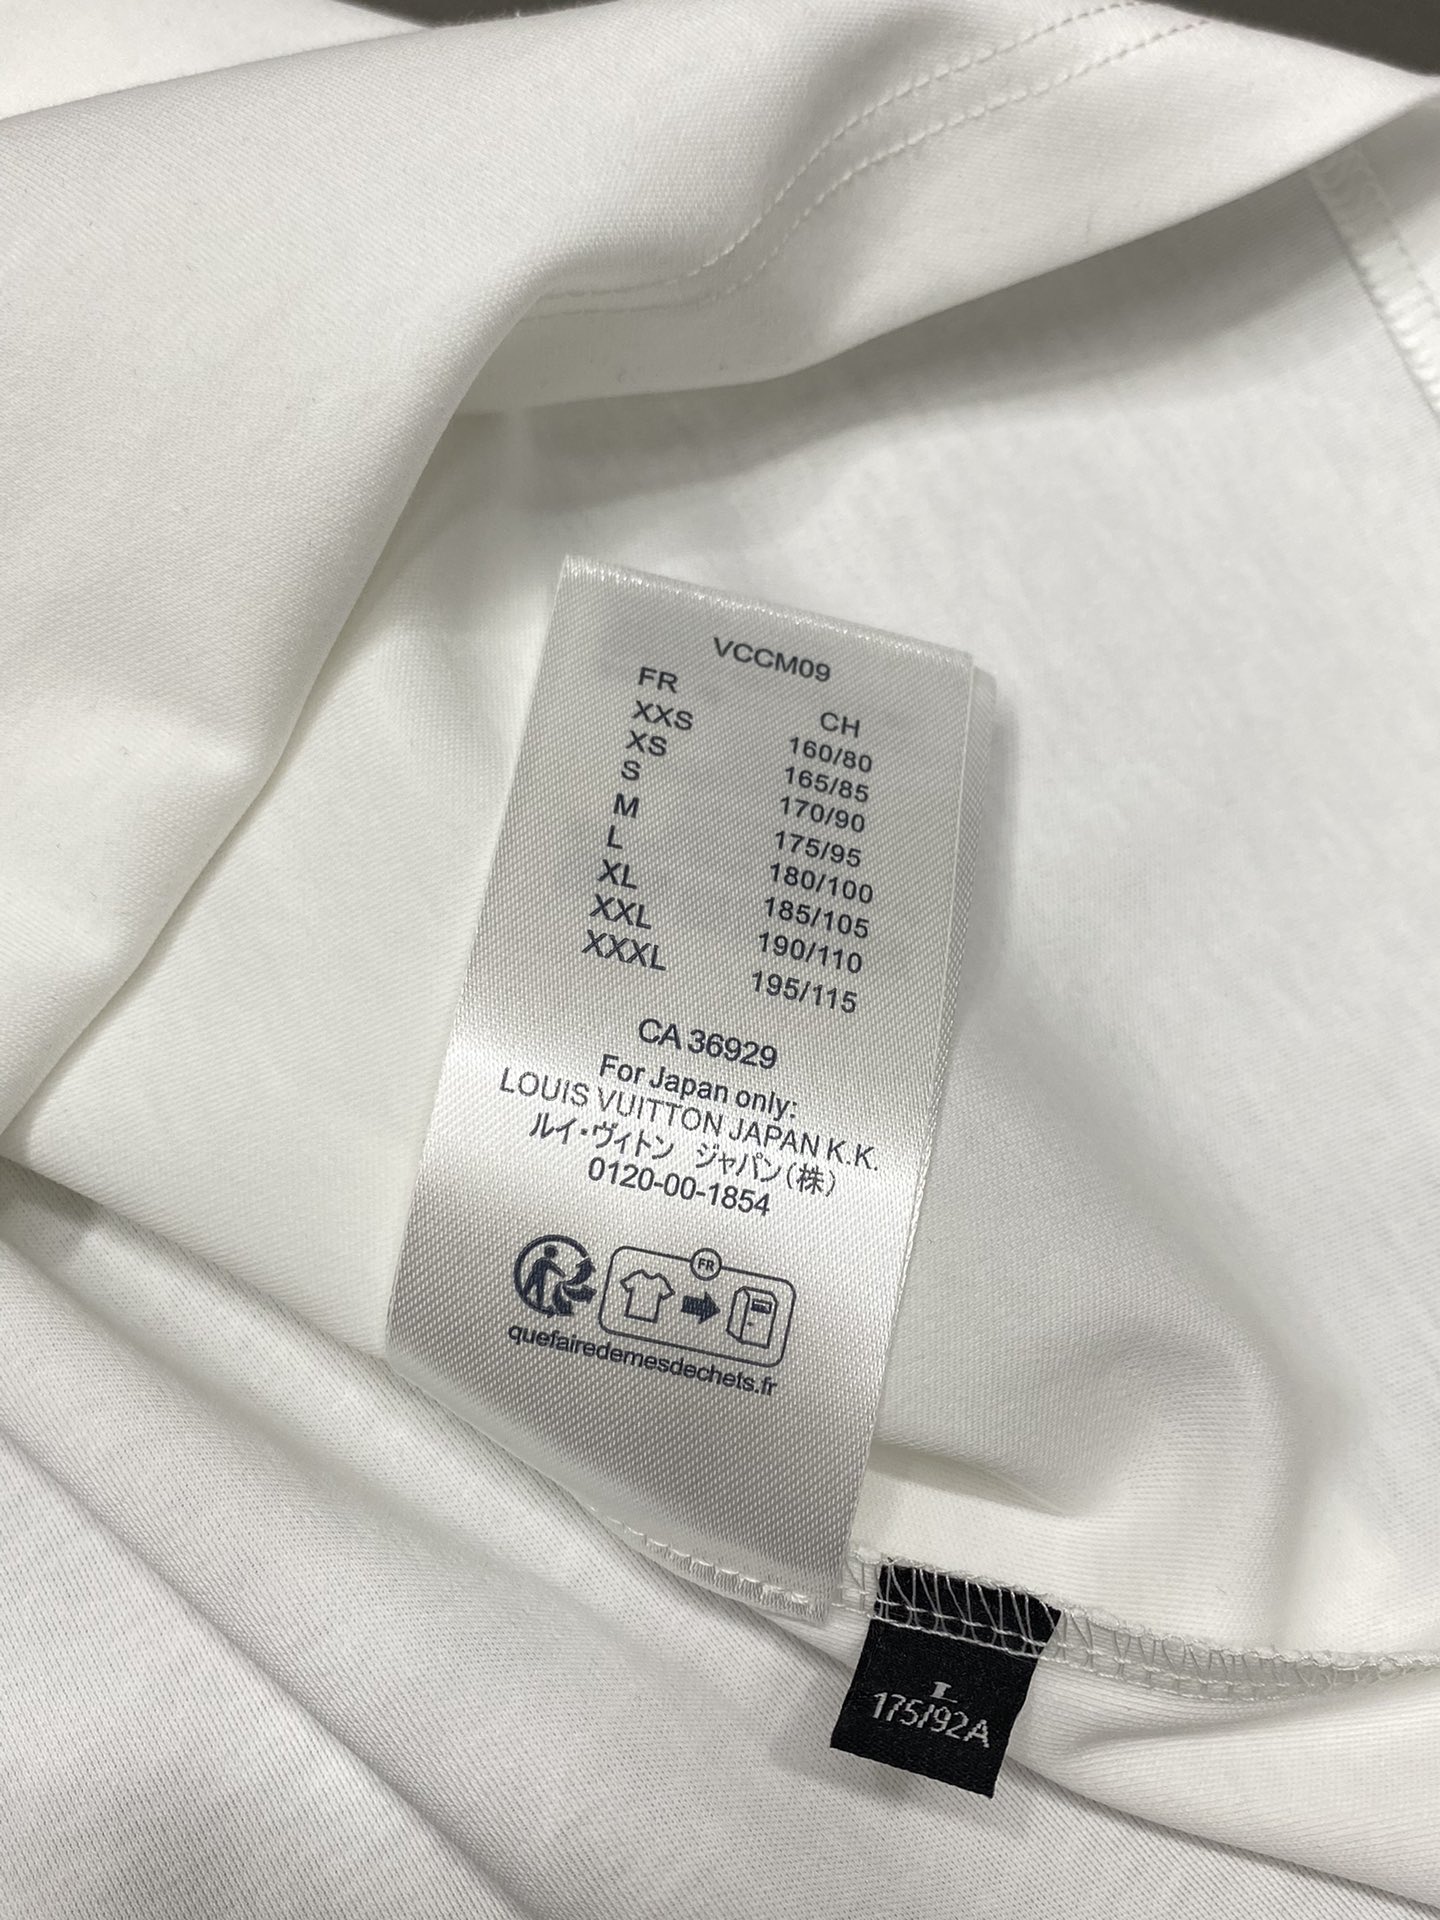 VCCM09
FR CH
XXS 160/80
XS 165/85
S 170/90
M 175/95
L 180/100
XL 185/105
XXL 190/110
XXXL 195/115
CA 36929
For Japan only:
LOUIS VUITTON JAPAN K.K.
ルイ・ヴィトン ジャパン(株)
0120-00-1854
FR
quefairedemesdechets.fr
L
175/92A